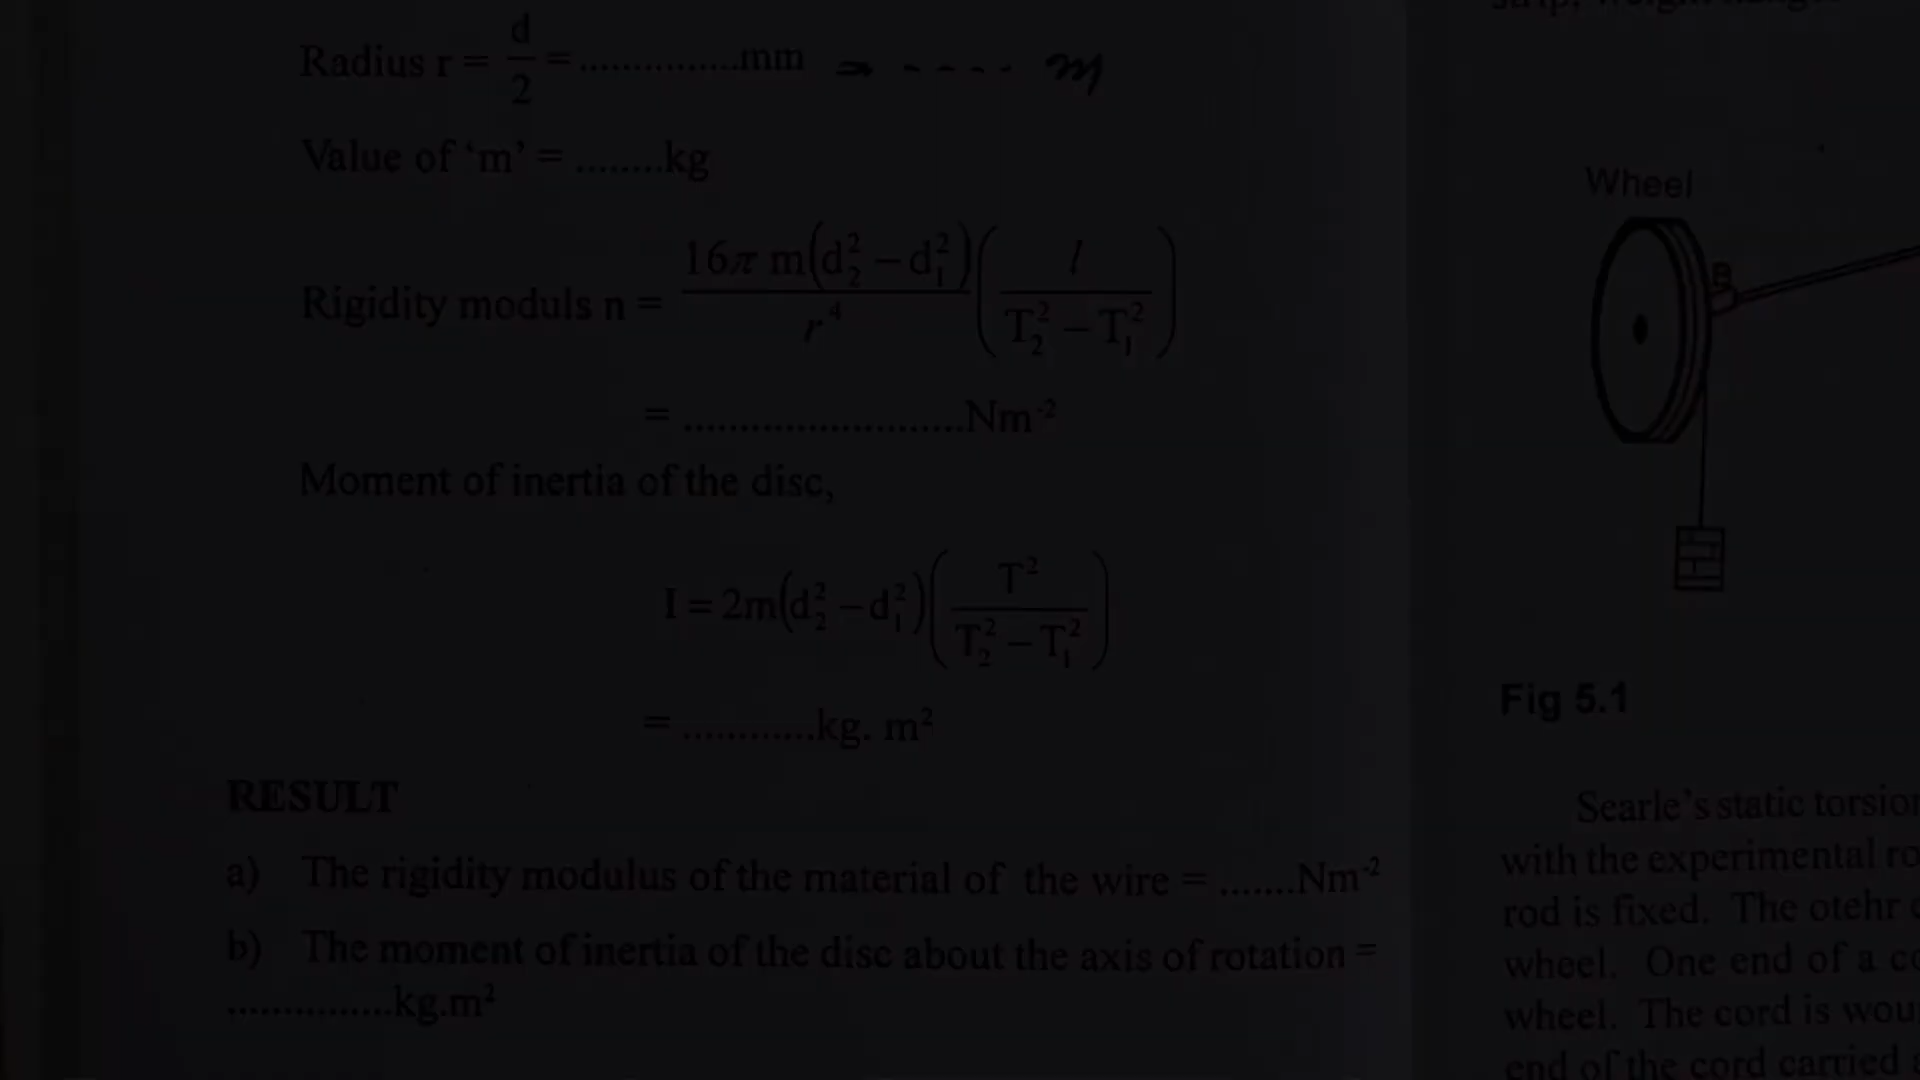 Radius r = d/2 = ...............mm = - - - - m
Value of ‘m’ = ........kg
Rigidity moduls n = 16π m(d₂² – d₁²)/r⁴ (l/(T₂² – T₁²))
= .........................Nm⁻²
Moment of inertia of the disc,
I = 2m(d₂² – d₁²)(T²/(T₂² – T₁²))
= ............kg. m²
RESULT
a) The rigidity modulus of the material of the wire = .......Nm⁻²
b) The moment of inertia of the disc about the axis of rotation =
...............kg.m²
strip, weight
Wheel
B
Fig 5.1
Searle’s static torsion
with the experimental
rod is fixed. The otehr
wheel. One end of a
wheel. The cord is
end of the cord carried